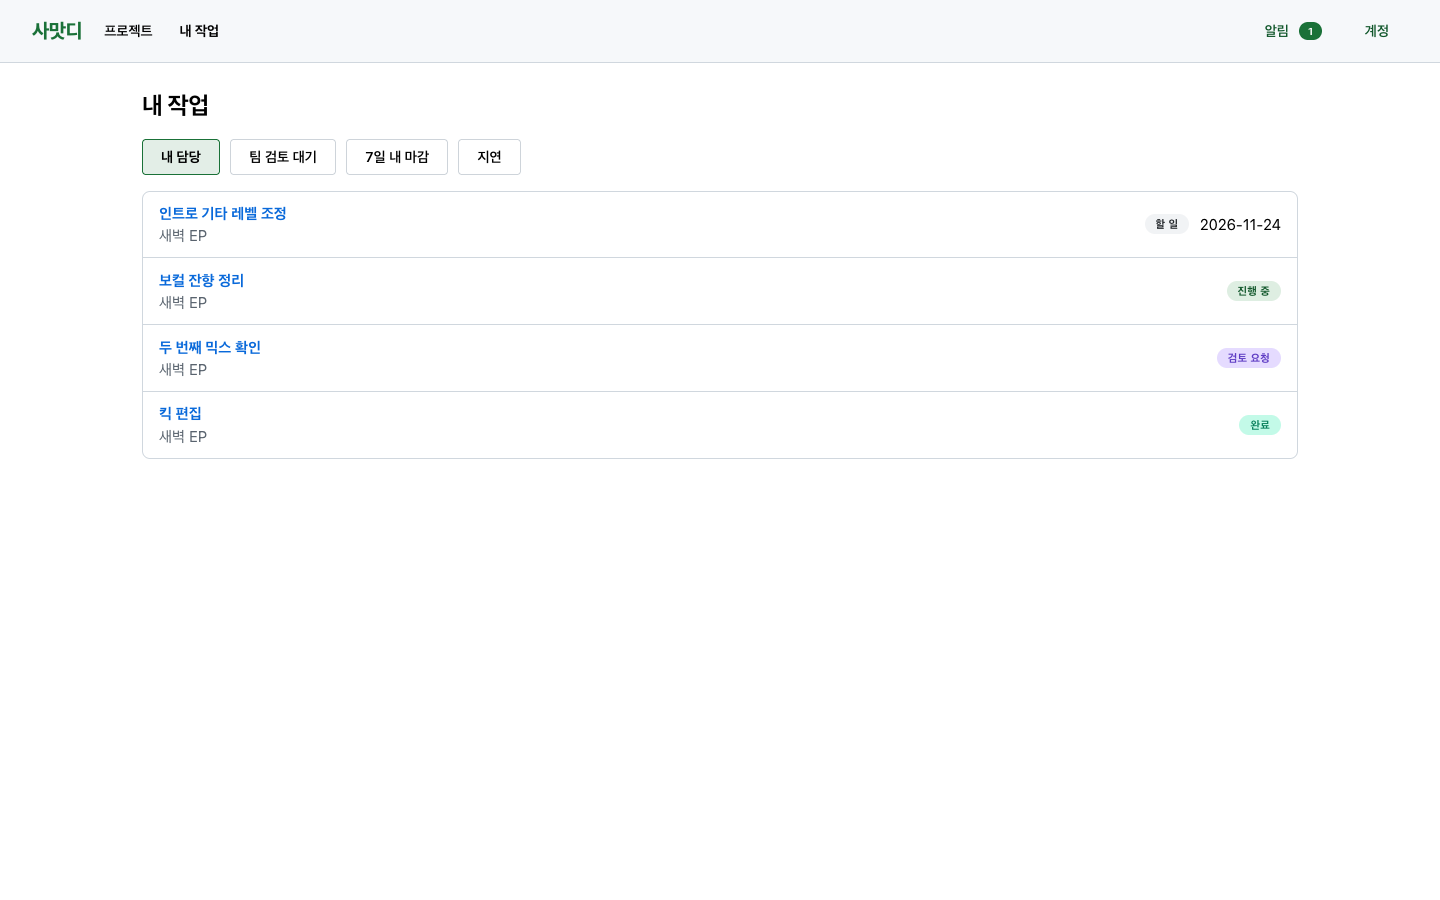 사맛디 프로젝트 내 작업 알림 1 계정
내 작업
내 담당 팀 검토 대기 7일 내 마감 지연
인트로 기타 레벨 조정
새벽 EP
할 일 2026-11-24
보컬 잔향 정리
새벽 EP
진행 중
두 번째 믹스 확인
새벽 EP
검토 요청
킥 편집
새벽 EP
완료